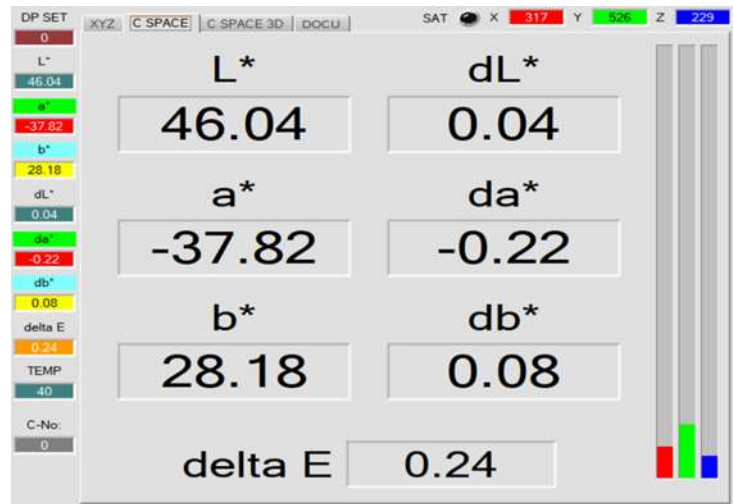 DP SET
0
L*
46.04
a*
-37.82
b*
28.18
dL*
0.04
da*
-0.22
db*
0.08
delta E
0.24
TEMP
40
C-No:
0
XYZ C SPACE C SPACE 3D DOCU
SAT X 317 Y 526 Z 229
L* dL*
46.04 0.04
a* da*
-37.82 -0.22
b* db*
28.18 0.08
delta E 0.24